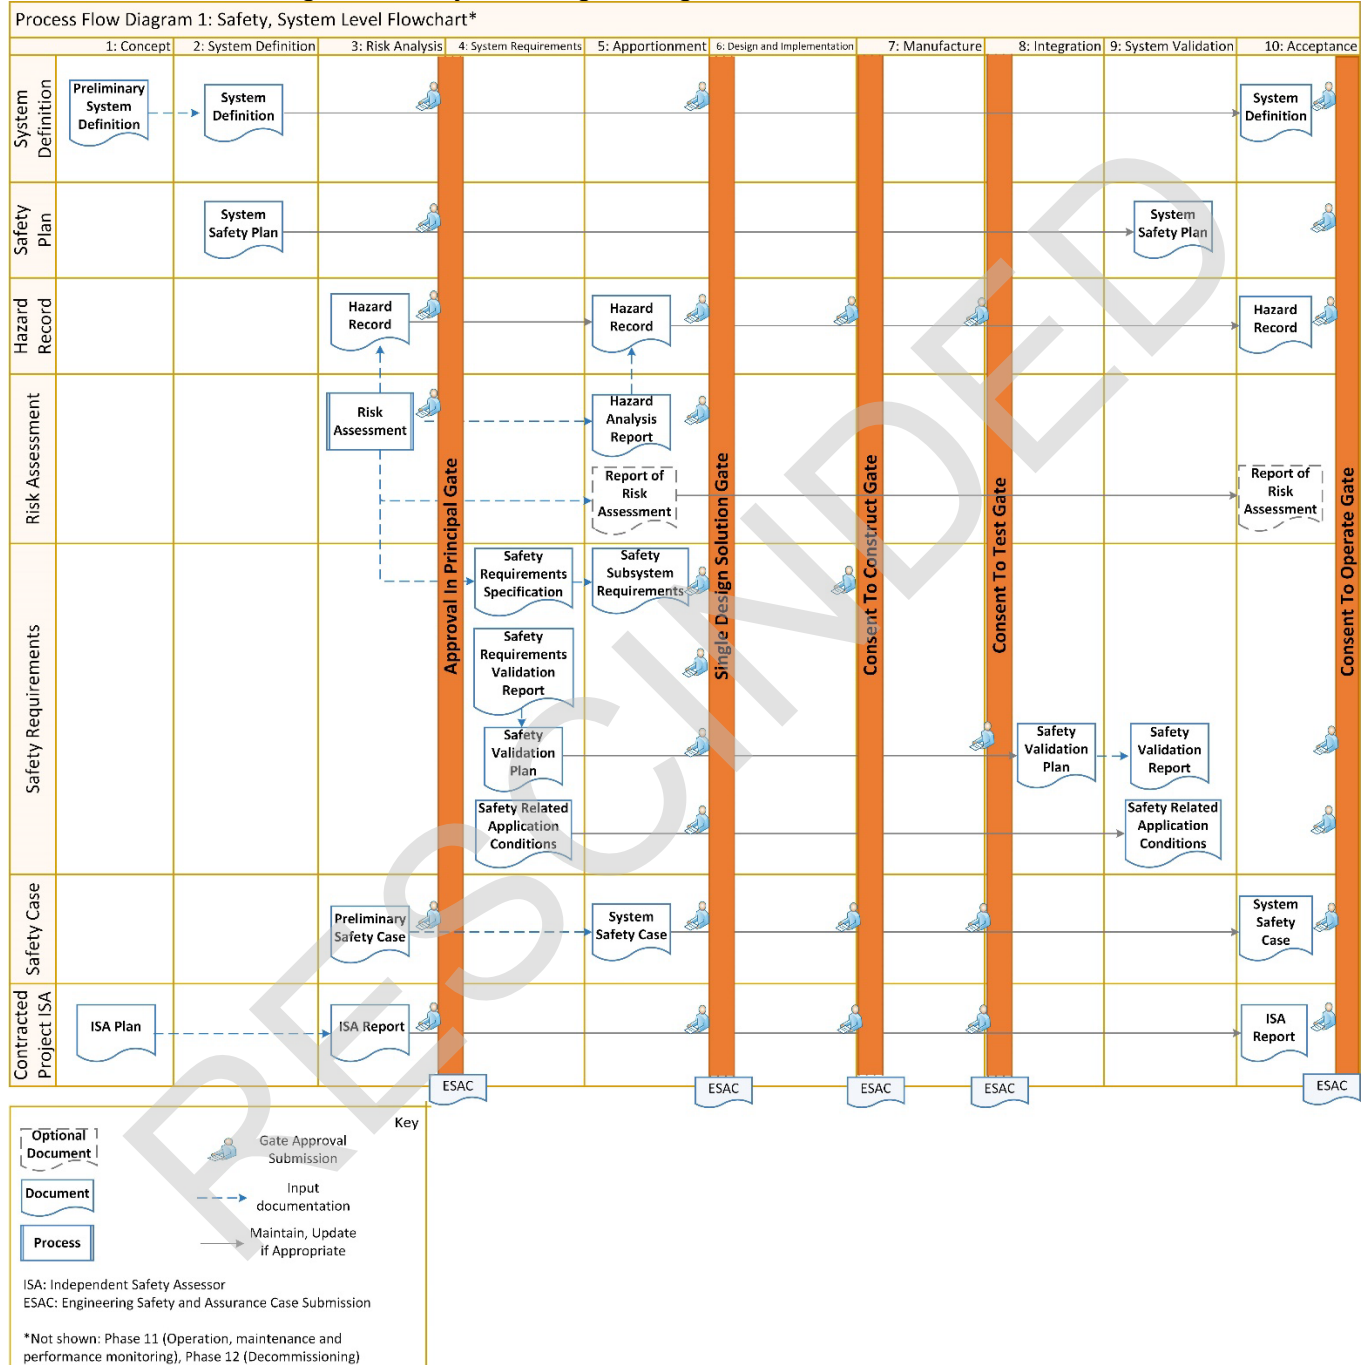 Process Flow Diagram 1: Safety, System Level Flowchart*
1: Concept
2: System Definition
3: Risk Analysis
4: System Requirements
5: Apportionment
6: Design and Implementation
7: Manufacture
8: Integration
9: System Validation
10: Acceptance
System
Definition
Preliminary
System
Definition
System
Definition
System
Definition
Safety
Plan
System
Safety Plan
System
Safety Plan
Hazard
Record
Hazard
Record
Hazard
Record
Hazard
Record
Risk Assessment
Risk
Assessment
Hazard
Analysis
Report
Report of
Risk
Assessment
Report of
Risk
Assessment
Safety Requirements
Safety
Requirements
Specification
Safety
Subsystem
Requirements
Safety
Requirements
Validation
Report
Safety
Validation
Plan
Safety
Validation
Plan
Safety
Validation
Report
Safety Related
Application
Conditions
Safety Related
Application
Conditions
Safety Case
Preliminary
Safety Case
System
Safety Case
System
Safety
Case
Contracted
Project ISA
ISA Plan
ISA Report
ISA
Report
Approval In Principal Gate
Single Design Solution Gate
Consent To Construct Gate
Consent To Test Gate
Consent To Operate Gate
ESAC
ESAC
ESAC
ESAC
ESAC
RESCINDED
Key
Optional
Document
Gate Approval
Submission
Document
Input
documentation
Process
Maintain, Update
if Appropriate
ISA: Independent Safety Assessor
ESAC: Engineering Safety and Assurance Case Submission
*Not shown: Phase 11 (Operation, maintenance and
performance monitoring), Phase 12 (Decommissioning)